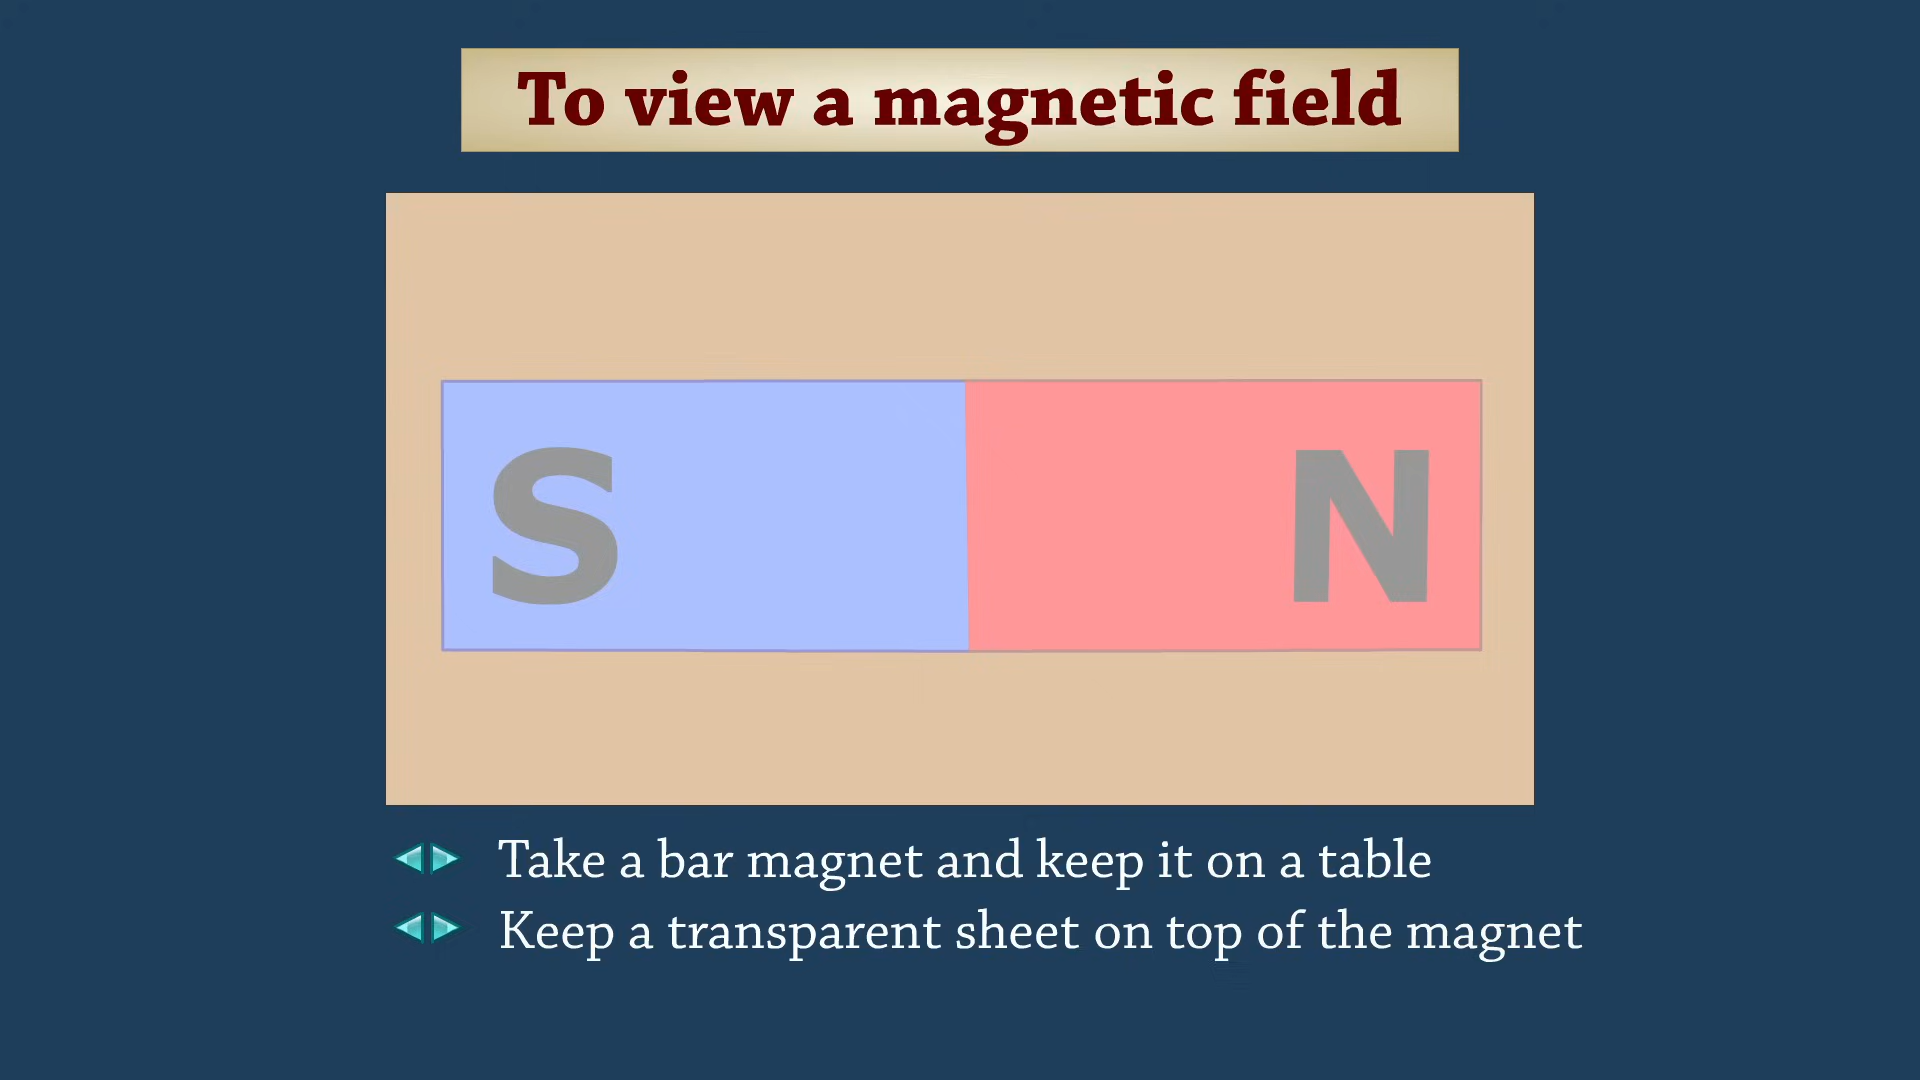 To view a magnetic field
S N
Take a bar magnet and keep it on a table
Keep a transparent sheet on top of the magnet